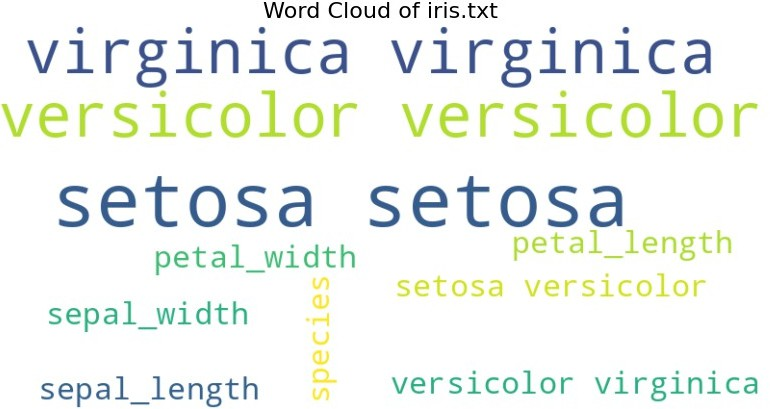 Word Cloud of iris.txt
virginica virginica
versicolor versicolor
setosa setosa
petal_length
petal_width
setosa versicolor
species
sepal_width
versicolor virginica
sepal_length